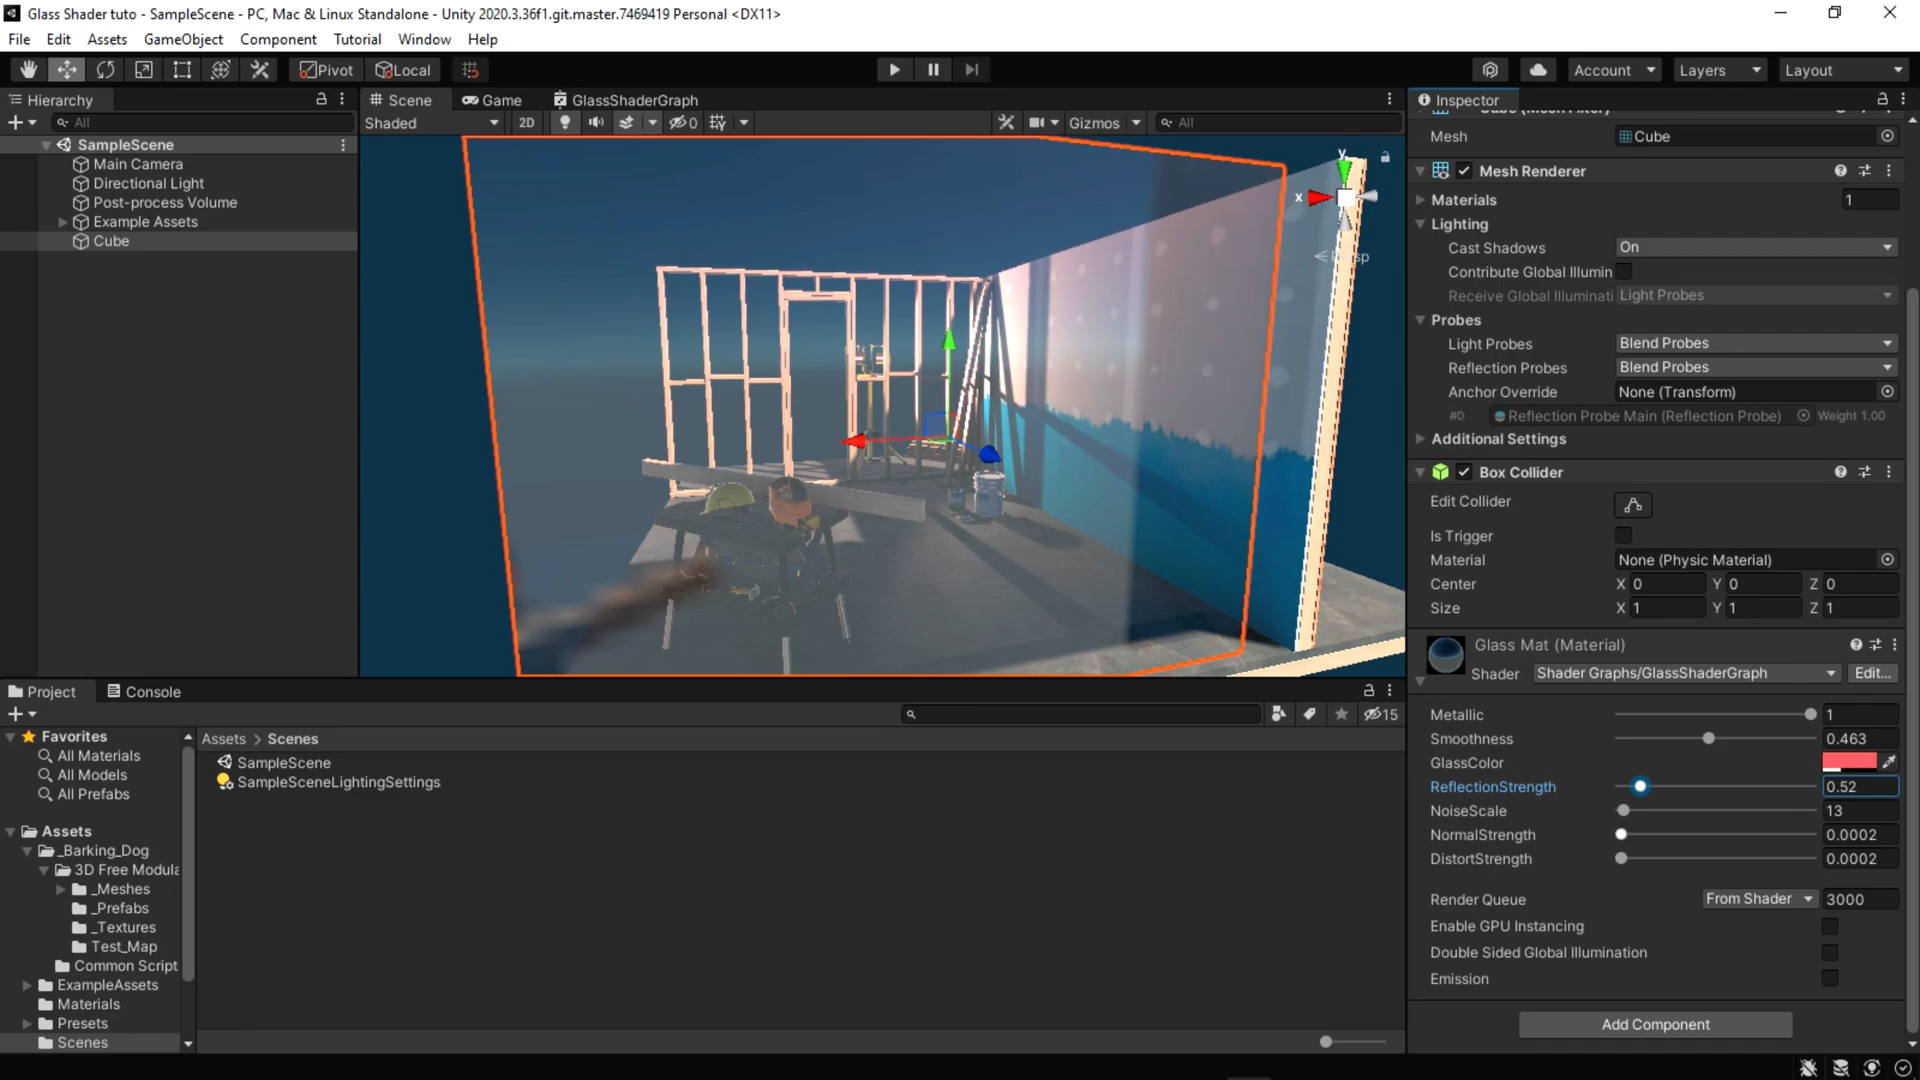 Glass Shader tuto - SampleScene - PC, Mac & Linux Standalone - Unity 2020.3.36f1.git.master.7469419 Personal <DX11>
File Edit Assets GameObject Component Tutorial Window Help
Pivot Local Account Layers Layout
Hierarchy
All
SampleScene
Main Camera
Directional Light
Post-process Volume
Example Assets
Cube
Scene Game GlassShaderGraph
Shaded 2D 0 Gizmos All
y
x
Inspector
Mesh Cube
Mesh Renderer
Materials 1
Lighting
Cast Shadows On
Contribute Global Illumin
Receive Global Illuminati Light Probes
Probes
Light Probes Blend Probes
Reflection Probes Blend Probes
Anchor Override None (Transform)
#0 Reflection Probe Main (Reflection Probe) Weight 1.00
Additional Settings
Box Collider
Edit Collider
Is Trigger
Material None (Physic Material)
Center X 0 Y 0 Z 0
Size X 1 Y 1 Z 1
Glass Mat (Material)
Shader Shader Graphs/GlassShaderGraph Edit...
Metallic 1
Smoothness 0.463
GlassColor
ReflectionStrength 0.52
NoiseScale 13
NormalStrength 0.0002
DistortStrength 0.0002
Render Queue From Shader 3000
Enable GPU Instancing
Double Sided Global Illumination
Emission
Add Component
Project Console
15
Favorites
All Materials
All Models
All Prefabs
Assets
_Barking_Dog
3D Free Modula
_Meshes
_Prefabs
_Textures
Test_Map
Common Script
ExampleAssets
Materials
Presets
Scenes
Assets > Scenes
SampleScene
SampleSceneLightingSettings